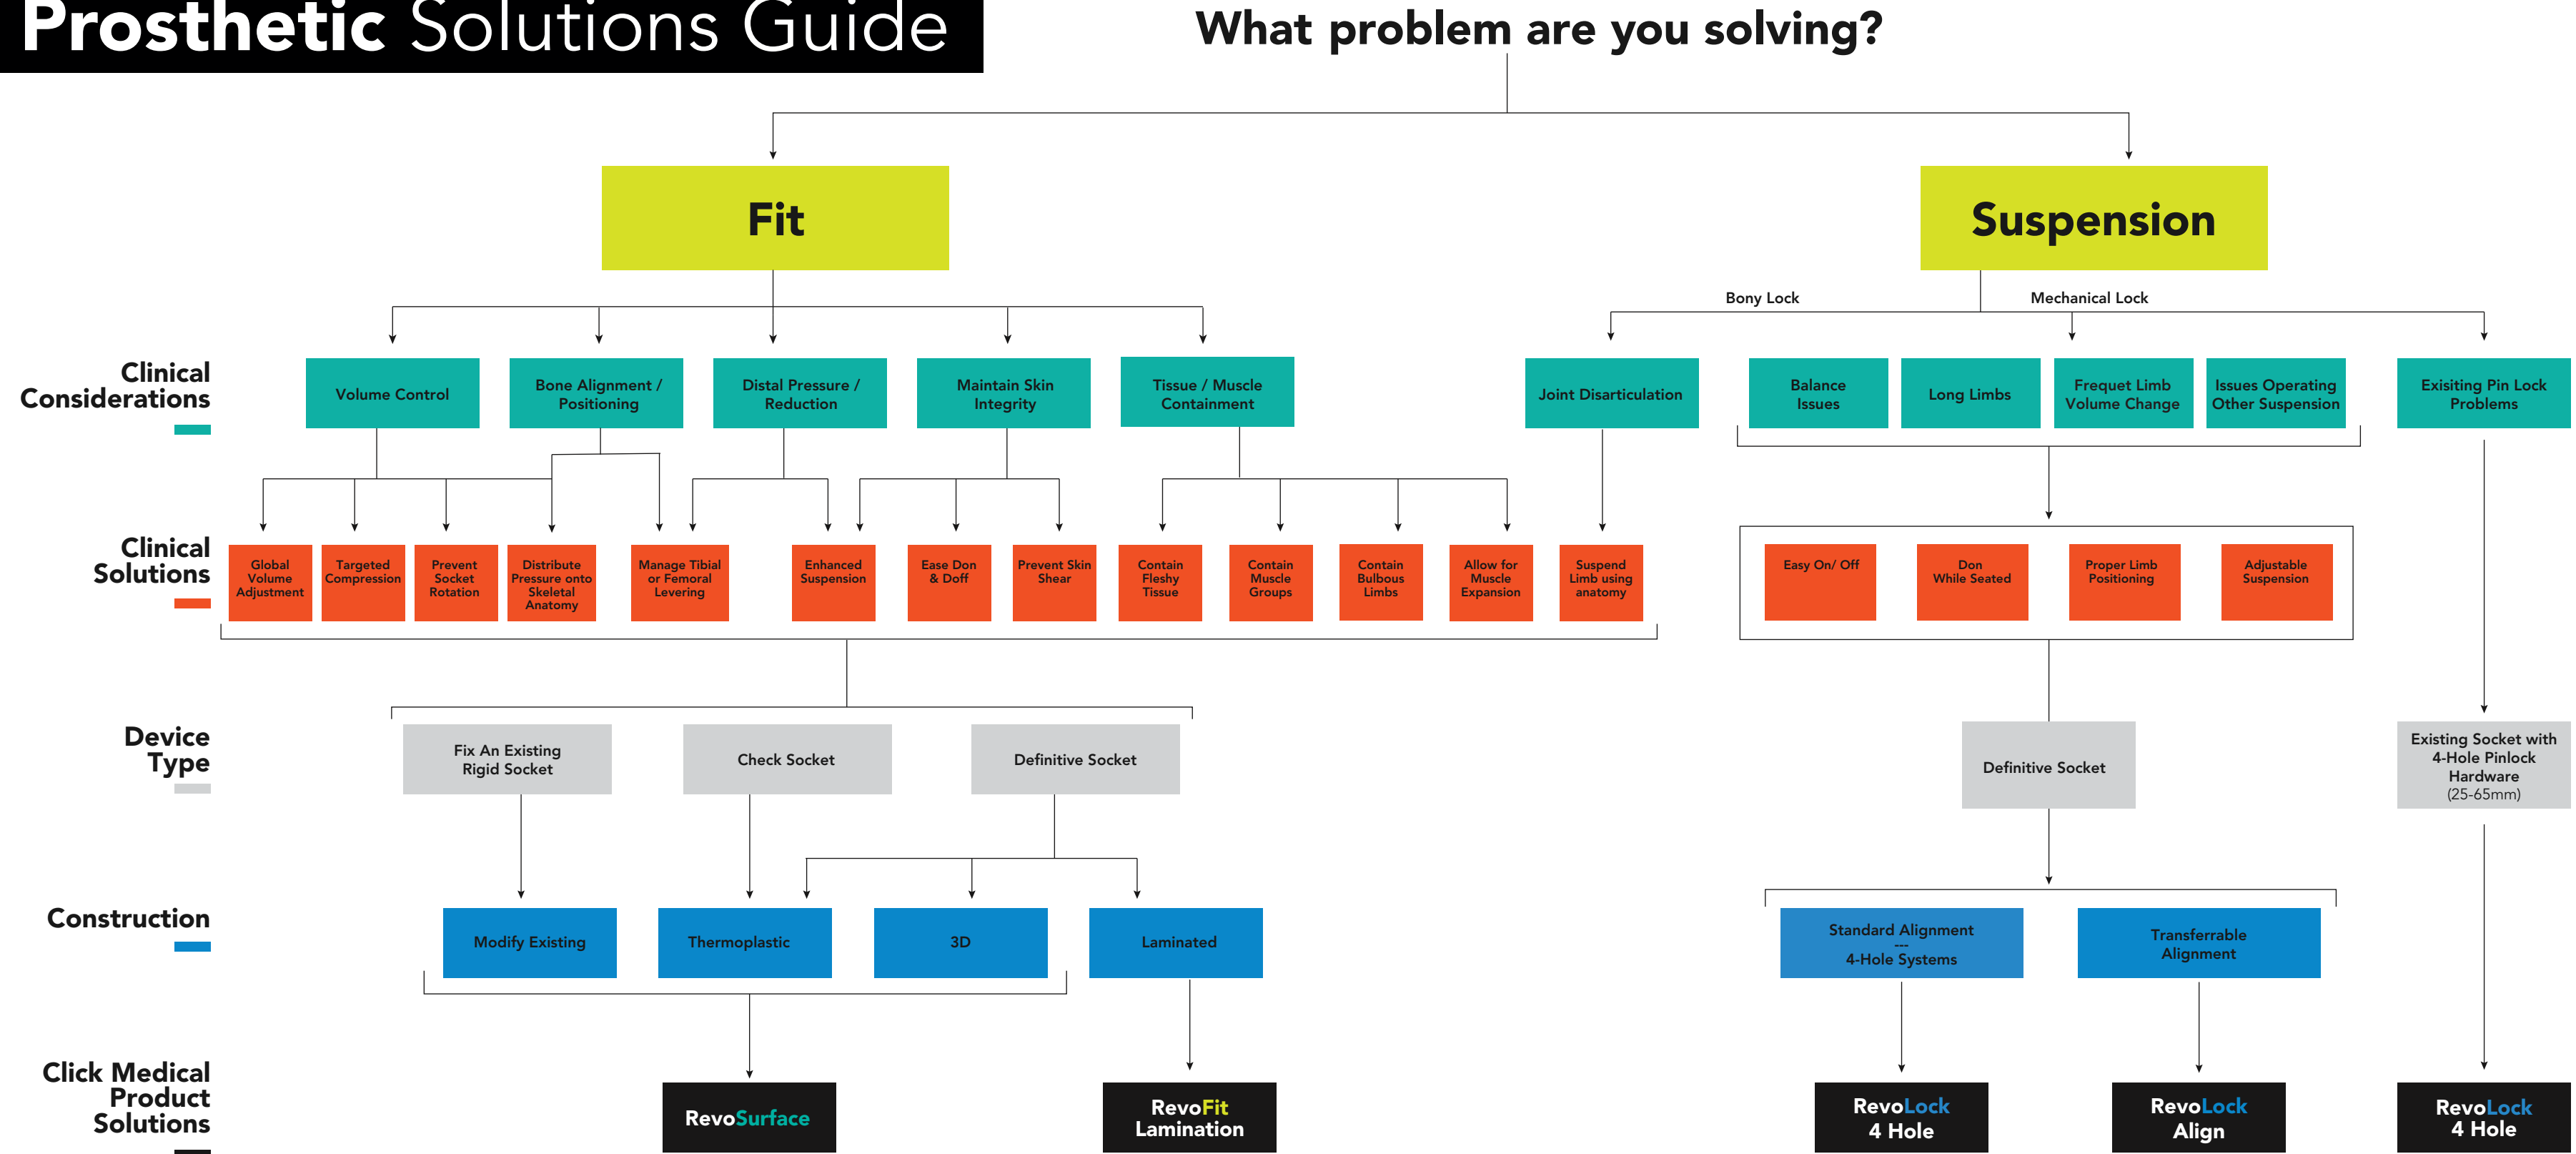 Prosthetic Solutions Guide
What problem are you solving?
Fit
Suspension
Bony Lock
Mechanical Lock
Clinical
Considerations
Volume Control
Bone Alignment /
Positioning
Distal Pressure /
Reduction
Maintain Skin
Integrity
Tissue / Muscle
Containment
Joint Disarticulation
Balance
Issues
Long Limbs
Frequet Limb
Volume Change
Issues Operating
Other Suspension
Exisiting Pin Lock
Problems
Clinical
Solutions
Global
Volume
Adjustment
Targeted
Compression
Prevent
Socket
Rotation
Distribute
Pressure onto
Skeletal
Anatomy
Manage Tibial
or Femoral
Levering
Enhanced
Suspension
Ease Don
& Doff
Prevent Skin
Shear
Contain
Fleshy
Tissue
Contain
Muscle
Groups
Contain
Bulbous
Limbs
Allow for
Muscle
Expansion
Suspend
Limb using
anatomy
Easy On/ Off
Don
While Seated
Proper Limb
Positioning
Adjustable
Suspension
Device
Type
Fix An Existing
Rigid Socket
Check Socket
Definitive Socket
Definitive Socket
Existing Socket with
4-Hole Pinlock
Hardware
(25-65mm)
Construction
Modify Existing
Thermoplastic
3D
Laminated
Standard Alignment
---
4-Hole Systems
Transferrable
Alignment
Click Medical
Product
Solutions
RevoSurface
RevoFit
Lamination
RevoLock
4 Hole
RevoLock
Align
RevoLock
4 Hole